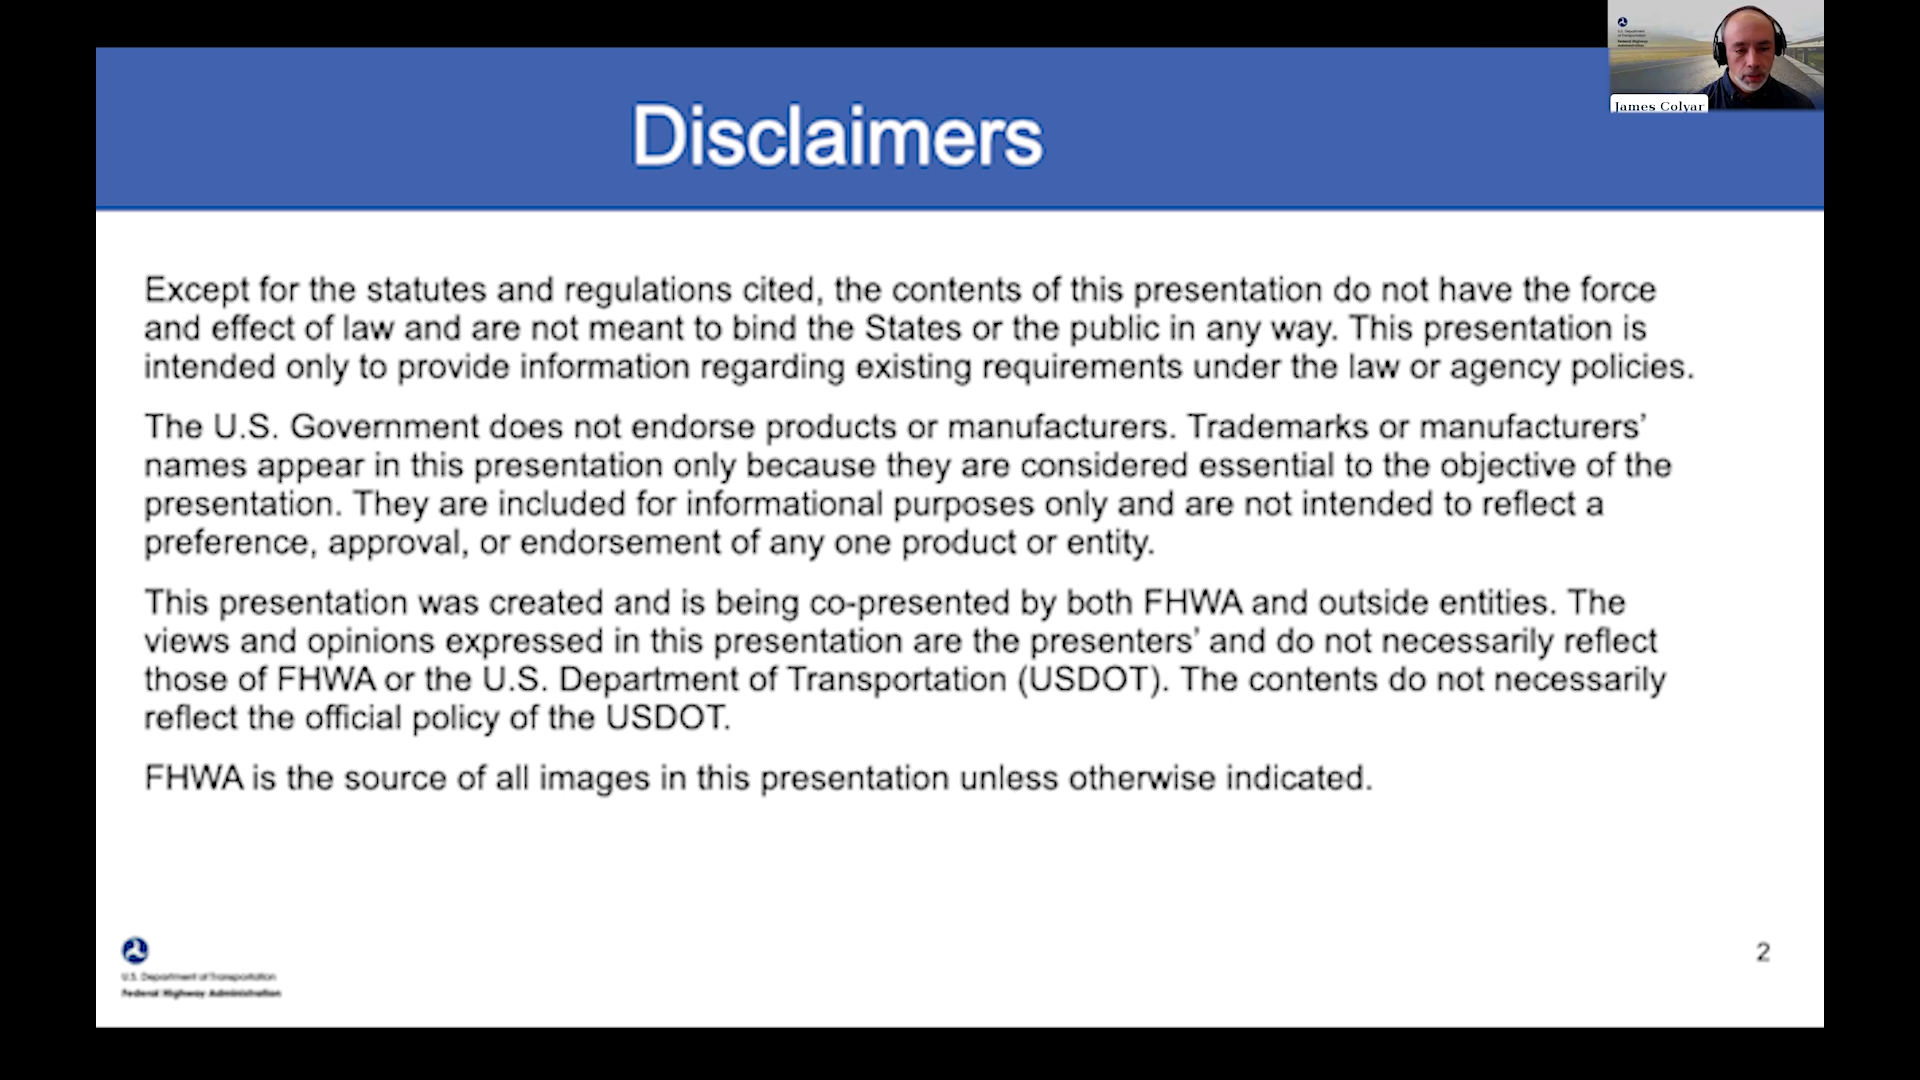 U.S. Department
of Transportation
Federal Highway
Administration
James Colyar
Disclaimers
Except for the statutes and regulations cited, the contents of this presentation do not have the force
and effect of law and are not meant to bind the States or the public in any way. This presentation is
intended only to provide information regarding existing requirements under the law or agency policies.
The U.S. Government does not endorse products or manufacturers. Trademarks or manufacturers’
names appear in this presentation only because they are considered essential to the objective of the
presentation. They are included for informational purposes only and are not intended to reflect a
preference, approval, or endorsement of any one product or entity.
This presentation was created and is being co-presented by both FHWA and outside entities. The
views and opinions expressed in this presentation are the presenters’ and do not necessarily reflect
those of FHWA or the U.S. Department of Transportation (USDOT). The contents do not necessarily
reflect the official policy of the USDOT.
FHWA is the source of all images in this presentation unless otherwise indicated.
U.S. Department of Transportation
Federal Highway Administration
2